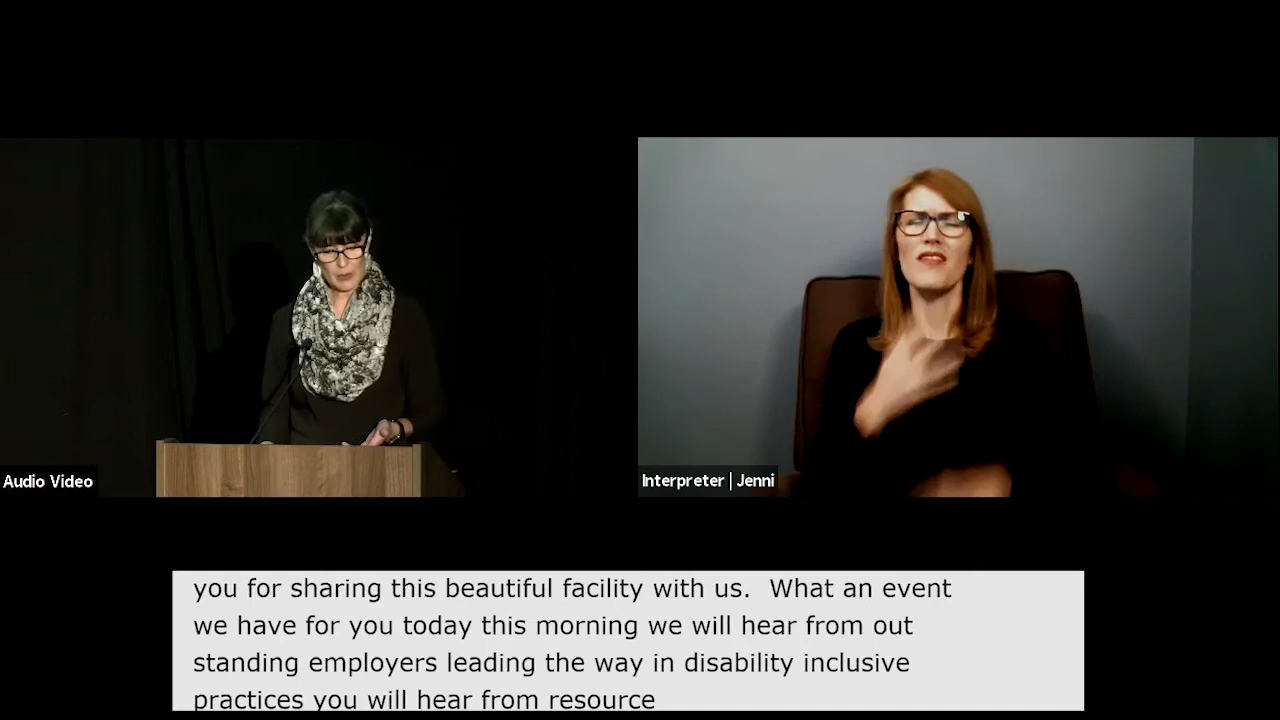 Audio Video
Interpreter | Jenni
you for sharing this beautiful facility with us.  What an event
we have for you today this morning we will hear from out
standing employers leading the way in disability inclusive
practices you will hear from resource